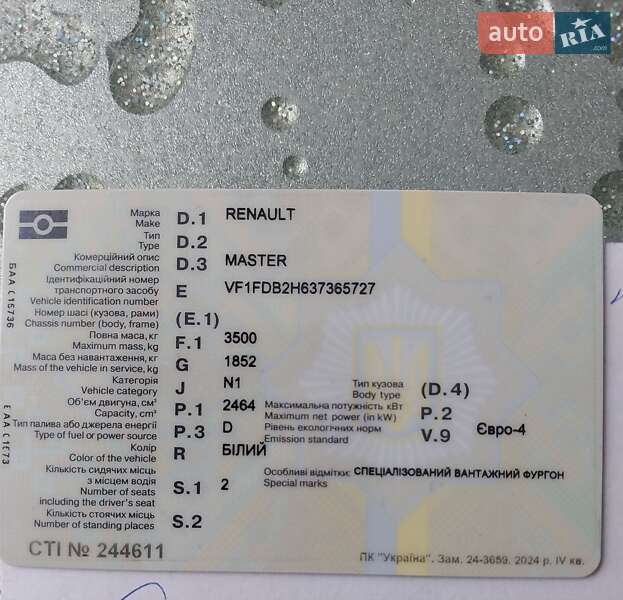 auto RIA .com
Марка
Make D.1 RENAULT
Тип
Type D.2
Комерційний опис
Commercial description D.3 MASTER
Ідентифікаційний номер
транспортного засобу
Vehicle identification number E VF1FDB2H637365727
Номер шасі (кузова, рами)
Chassis number (body, frame) (E.1)
Повна маса, кг
Maximum mass, kg F.1 3500
Маса без навантаження, кг
Mass of the vehicle in service, kg G 1852
Категорія
Vehicle category J N1
Тип кузова
Body type (D.4)
Об'єм двигуна, см³
Capacity, cm³ P.1 2464
Максимальна потужність кВт
Maximum net power (in kW) P.2
Тип палива або джерела енергії
Type of fuel or power source P.3 D
Рівень екологічних норм
Emission standard V.9 Євро-4
Колір
Color of the vehicle R БІЛИЙ
Кількість сидячих місць
з місцем водія
Number of seats
including the driver's seat S.1 2
Особливі відмітки: СПЕЦІАЛІЗОВАНИЙ ВАНТАЖНИЙ ФУРГОН
Special marks
Кількість стоячих місць
Number of standing places S.2
СТІ № 244611
ПК "Україна". Зам. 24-3659. 2024 р. IV кв.